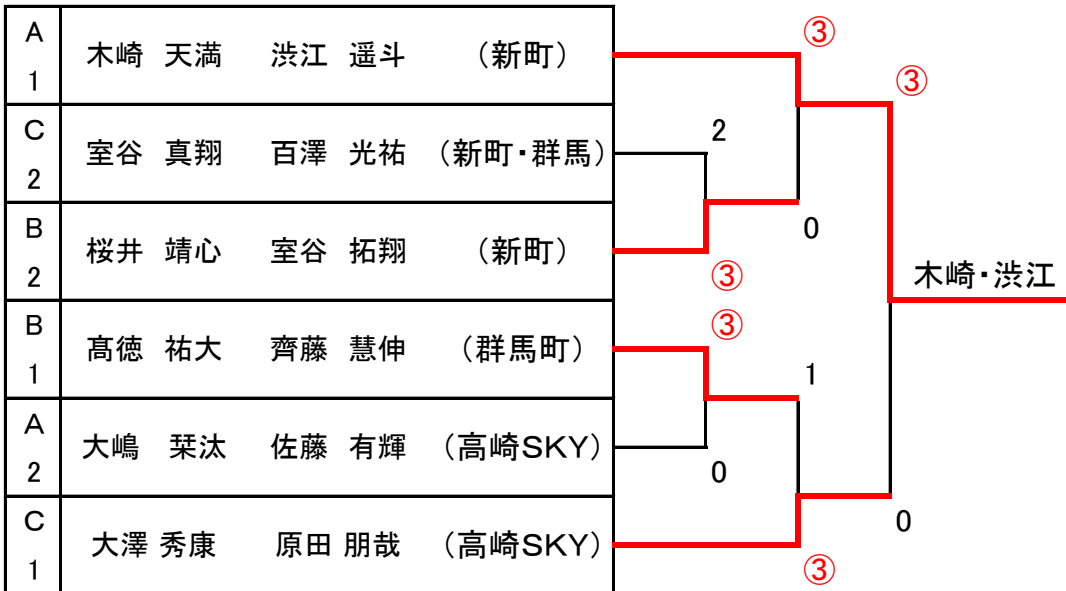 A 1 木崎 天満 渋江 遥斗 （新町）
C 2 室谷 真翔 百澤 光祐 （新町・群馬）
B 2 桜井 靖心 室谷 拓翔 （新町）
B 1 髙徳 祐大 齊藤 慧伸 （群馬町）
A 2 大嶋 栞汰 佐藤 有輝 （高崎SKY）
C 1 大澤 秀康 原田 朋哉 （高崎SKY）
③
③
2
0
③
木崎・渋江
③
1
0
0
③